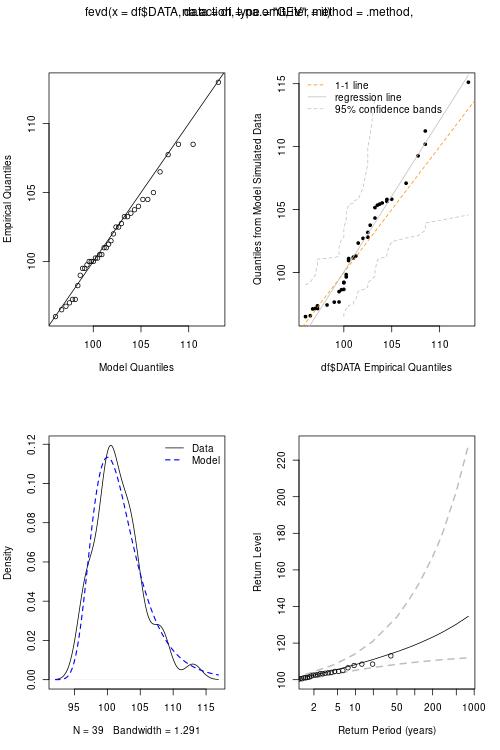 fevd(x = df$DATA, data = df, type = "GEV", method = .method,
Empirical Quantiles
110
105
100
100 105 110
Model Quantiles
Quantiles from Model Simulated Data
115
110
105
100
1-1 line
regression line
95% confidence bands
100 105 110
df$DATA Empirical Quantiles
Density
0.12
0.10
0.08
0.06
0.04
0.02
0.00
Data
Model
95 100 105 110 115
N = 39 Bandwidth = 1.291
Return Level
220
200
180
160
140
120
100
2 5 10 50 200 1000
Return Period (years)